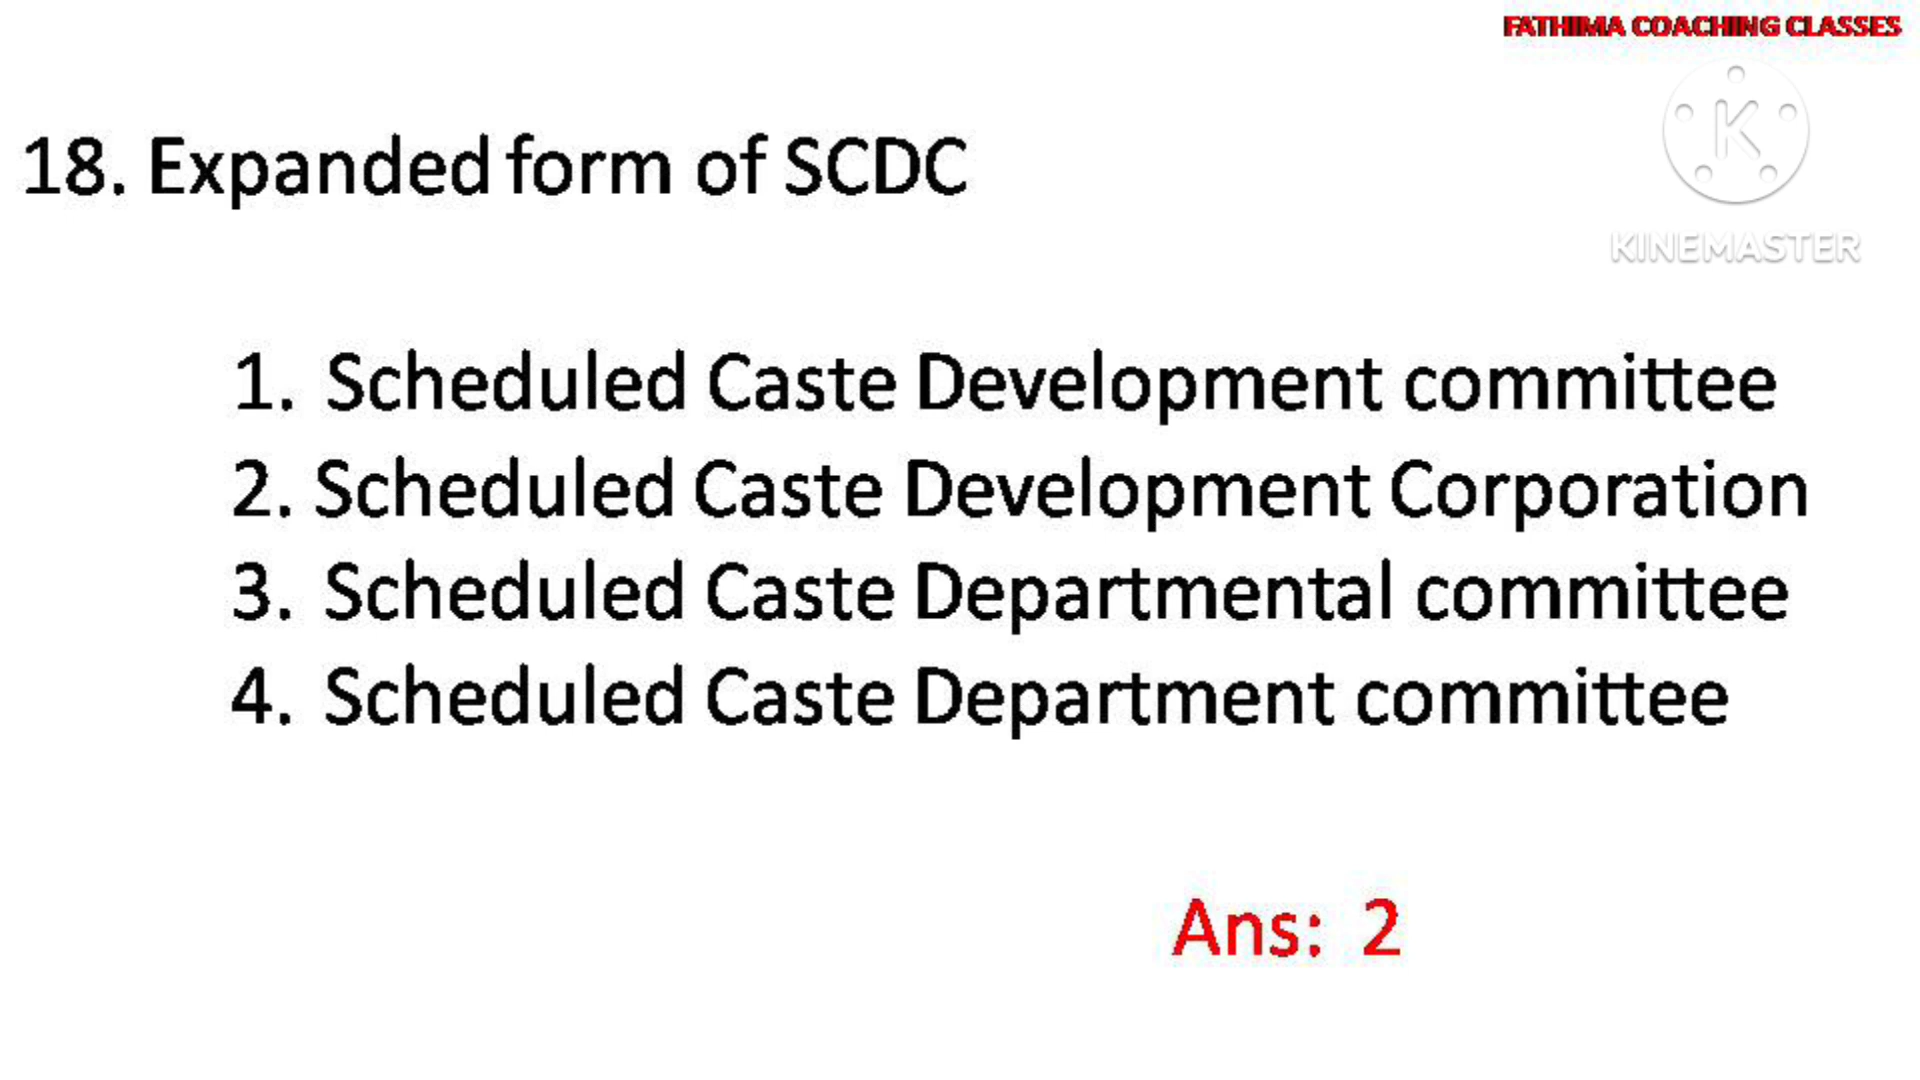 FATHIMA COACHING CLASSES
K
KINEMASTER
18. Expanded form of SCDC
1. Scheduled Caste Development committee
2. Scheduled Caste Development Corporation
3. Scheduled Caste Departmental committee
4. Scheduled Caste Department committee
Ans: 2